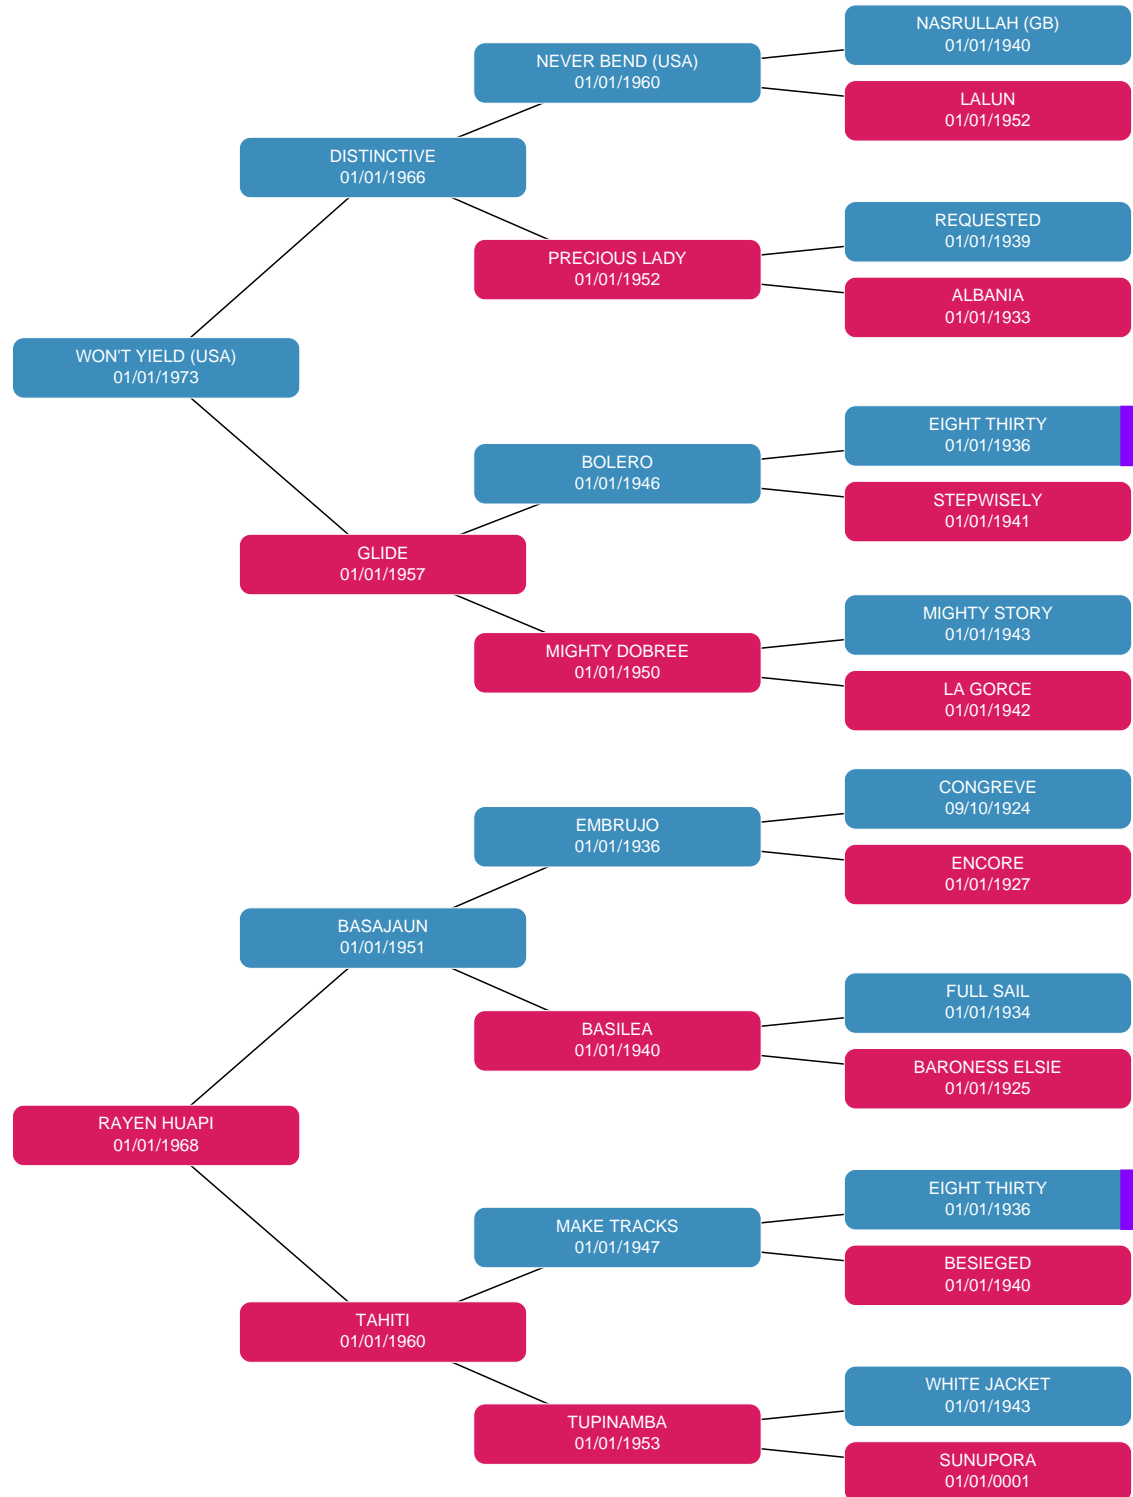 NASRULLAH (GB)
01/01/1940
NEVER BEND (USA)
01/01/1960
LALUN
01/01/1952
DISTINCTIVE
01/01/1966
REQUESTED
01/01/1939
PRECIOUS LADY
01/01/1952
ALBANIA
01/01/1933
WON'T YIELD (USA)
01/01/1973
EIGHT THIRTY
01/01/1936
BOLERO
01/01/1946
STEPWISELY
01/01/1941
GLIDE
01/01/1957
MIGHTY STORY
01/01/1943
MIGHTY DOBREE
01/01/1950
LA GORCE
01/01/1942
CONGREVE
09/10/1924
EMBRUJO
01/01/1936
ENCORE
01/01/1927
BASAJAUN
01/01/1951
FULL SAIL
01/01/1934
BASILEA
01/01/1940
BARONESS ELSIE
01/01/1925
RAYEN HUAPI
01/01/1968
EIGHT THIRTY
01/01/1936
MAKE TRACKS
01/01/1947
BESIEGED
01/01/1940
TAHITI
01/01/1960
WHITE JACKET
01/01/1943
TUPINAMBA
01/01/1953
SUNUPORA
01/01/0001